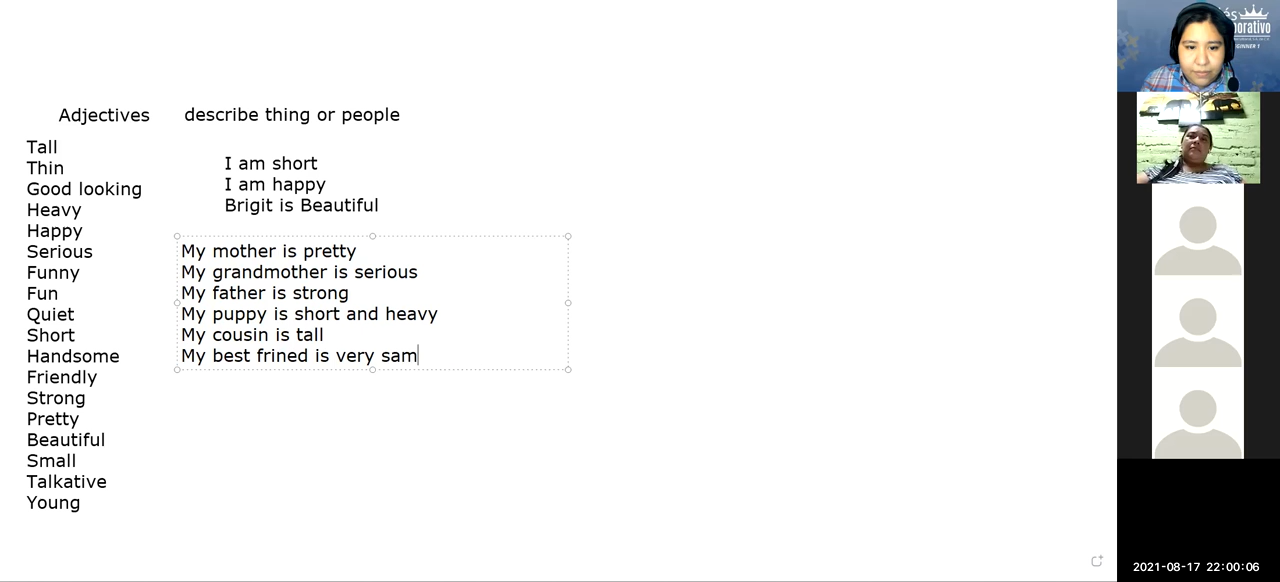 Adjectives
describe thing or people
Tall
Thin
Good looking
Heavy
Happy
Serious
Funny
Fun
Quiet
Short
Handsome
Friendly
Strong
Pretty
Beautiful
Small
Talkative
Young
I am short
I am happy
Brigit is Beautiful
My mother is pretty
My grandmother is serious
My father is strong
My puppy is short and heavy
My cousin is tall
My best frined is very sam
2021-08-17 22:00:06